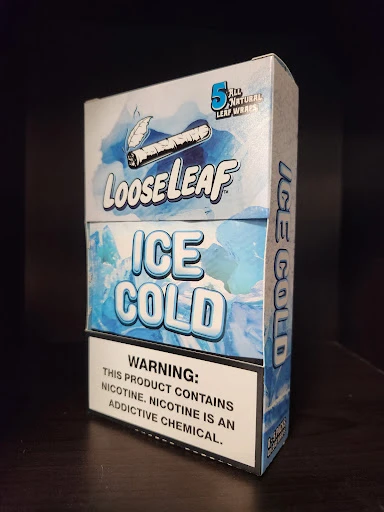 5 ALL
NATURAL
LEAF WRAPS
LOOSELEAF™
ICE
COLD
WARNING:
THIS PRODUCT CONTAINS
NICOTINE. NICOTINE IS AN
ADDICTIVE CHEMICAL.
ICE COLD